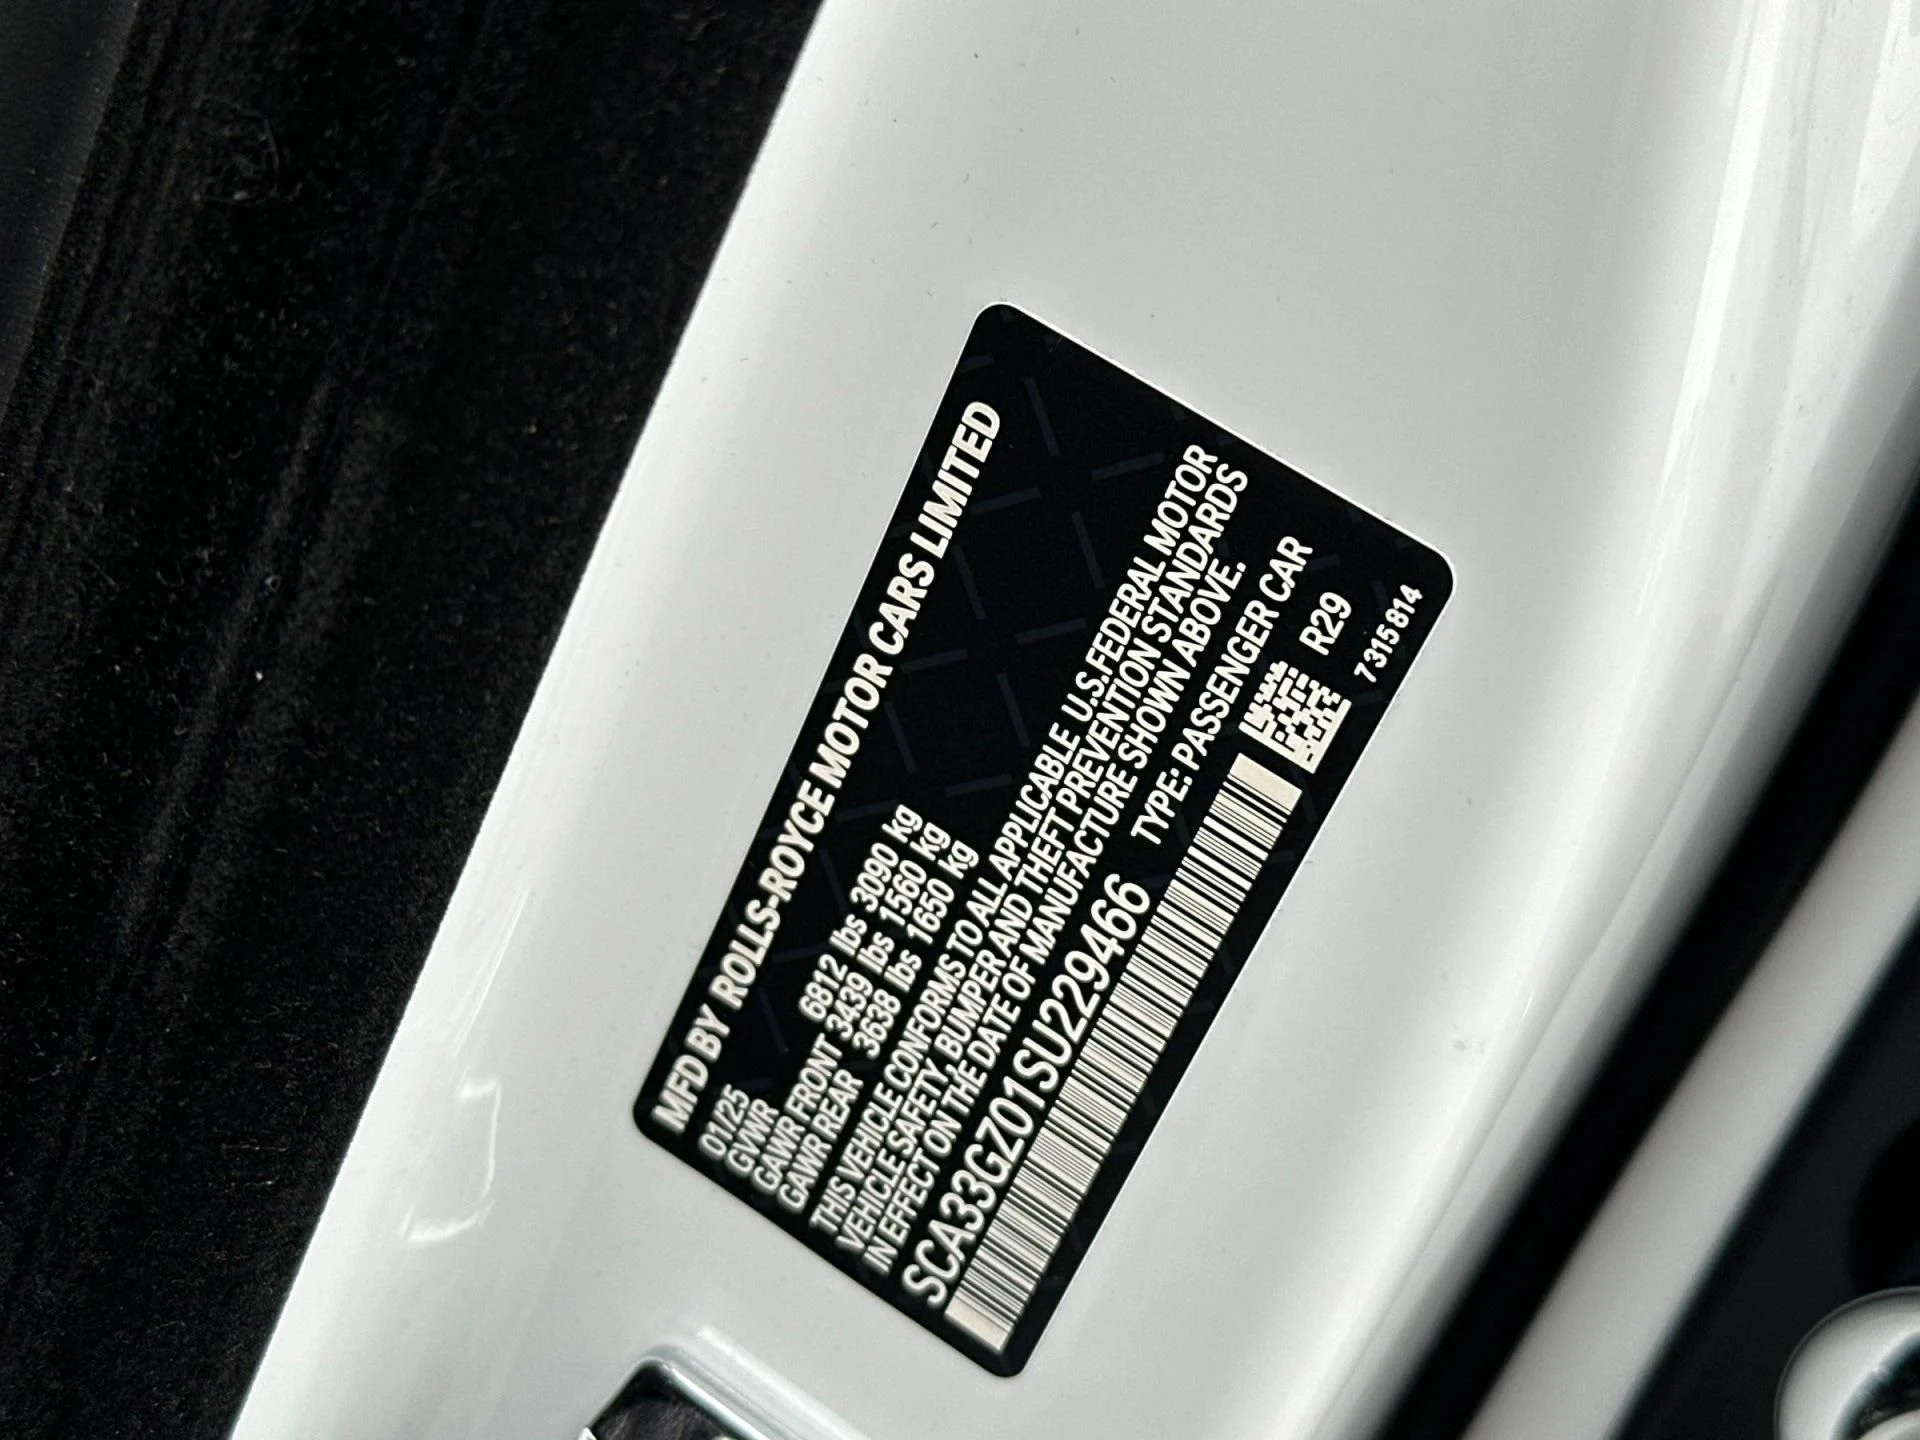 MFD BY ROLLS-ROYCE MOTOR CARS LIMITED
01/25
GVWR 6812 lbs 3090 kg
GAWR FRONT 3439 lbs 1560 kg
GAWR REAR 3638 lbs 1650 kg
THIS VEHICLE CONFORMS TO ALL APPLICABLE U.S.FEDERAL MOTOR
VEHICLE SAFETY, BUMPER AND THEFT PREVENTION STANDARDS
IN EFFECT ON THE DATE OF MANUFACTURE SHOWN ABOVE.
SCA33GZ01SU229466 TYPE: PASSENGER CAR
R29
7315814